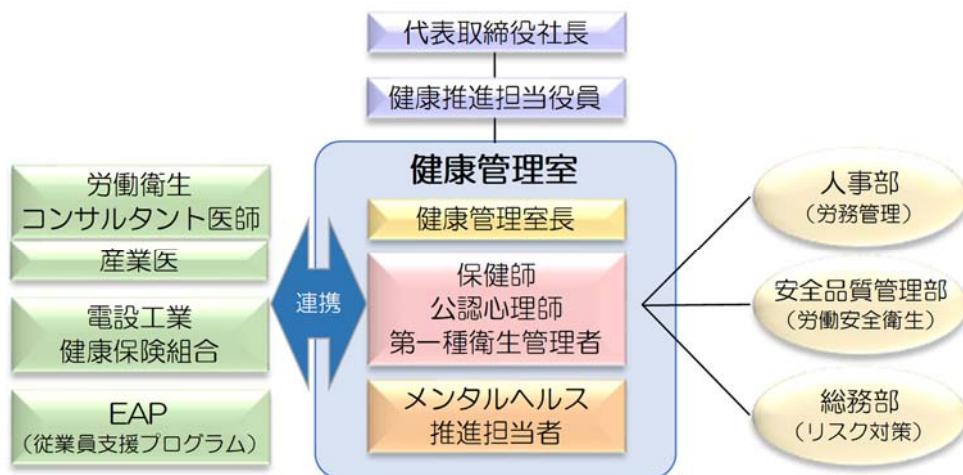 代表取締役社長
健康推進担当役員
健康管理室
健康管理室長
保健師
公認心理師
第一種衛生管理者
メンタルヘルス
推進担当者
労働衛生
コンサルタント医師
産業医
電設工業
健康保険組合
EAP
(従業員支援プログラム)
連携
人事部
(労務管理)
安全品質管理部
(労働安全衛生)
総務部
(リスク対策)